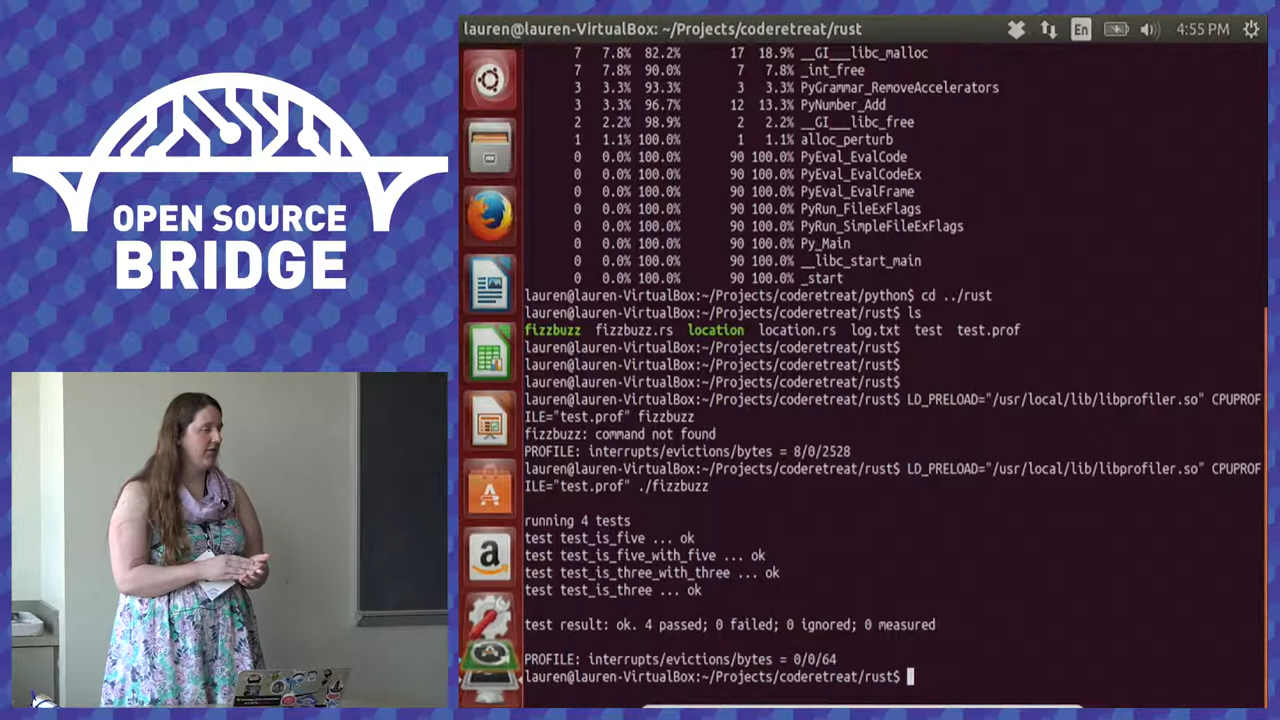 OPEN SOURCE
BRIDGE
lauren@lauren-VirtualBox: ~/Projects/coderetreat/rust
En
4:55 PM
7 7.8% 82.2% 17 18.9% __GI___libc_malloc
7 7.8% 90.0% 7 7.8% _int_free
3 3.3% 93.3% 3 3.3% PyGrammar_RemoveAccelerators
3 3.3% 96.7% 12 13.3% PyNumber_Add
2 2.2% 98.9% 2 2.2% __GI___libc_free
1 1.1% 100.0% 1 1.1% alloc_perturb
0 0.0% 100.0% 90 100.0% PyEval_EvalCode
0 0.0% 100.0% 90 100.0% PyEval_EvalCodeEx
0 0.0% 100.0% 90 100.0% PyEval_EvalFrame
0 0.0% 100.0% 90 100.0% PyRun_FileExFlags
0 0.0% 100.0% 90 100.0% PyRun_SimpleFileExFlags
0 0.0% 100.0% 90 100.0% Py_Main
0 0.0% 100.0% 90 100.0% __libc_start_main
0 0.0% 100.0% 90 100.0% _start
lauren@lauren-VirtualBox:~/Projects/coderetreat/python$ cd ../rust
lauren@lauren-VirtualBox:~/Projects/coderetreat/rust$ ls
fizzbuzz fizzbuzz.rs location location.rs log.txt test test.prof
lauren@lauren-VirtualBox:~/Projects/coderetreat/rust$
lauren@lauren-VirtualBox:~/Projects/coderetreat/rust$
lauren@lauren-VirtualBox:~/Projects/coderetreat/rust$
lauren@lauren-VirtualBox:~/Projects/coderetreat/rust$ LD_PRELOAD="/usr/local/lib/libprofiler.so" CPUPROF
ILE="test.prof" fizzbuzz
fizzbuzz: command not found
PROFILE: interrupts/evictions/bytes = 8/0/2528
lauren@lauren-VirtualBox:~/Projects/coderetreat/rust$ LD_PRELOAD="/usr/local/lib/libprofiler.so" CPUPROF
ILE="test.prof" ./fizzbuzz
running 4 tests
test test_is_five ... ok
test test_is_five_with_five ... ok
test test_is_three_with_three ... ok
test test_is_three ... ok
test result: ok. 4 passed; 0 failed; 0 ignored; 0 measured
PROFILE: interrupts/evictions/bytes = 0/0/64
lauren@lauren-VirtualBox:~/Projects/coderetreat/rust$